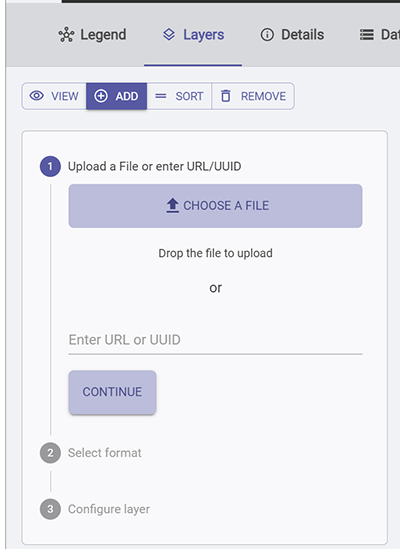 Legend Layers Details Dat
VIEW ADD SORT REMOVE
1 Upload a File or enter URL/UUID
CHOOSE A FILE
Drop the file to upload
or
Enter URL or UUID
CONTINUE
2 Select format
3 Configure layer